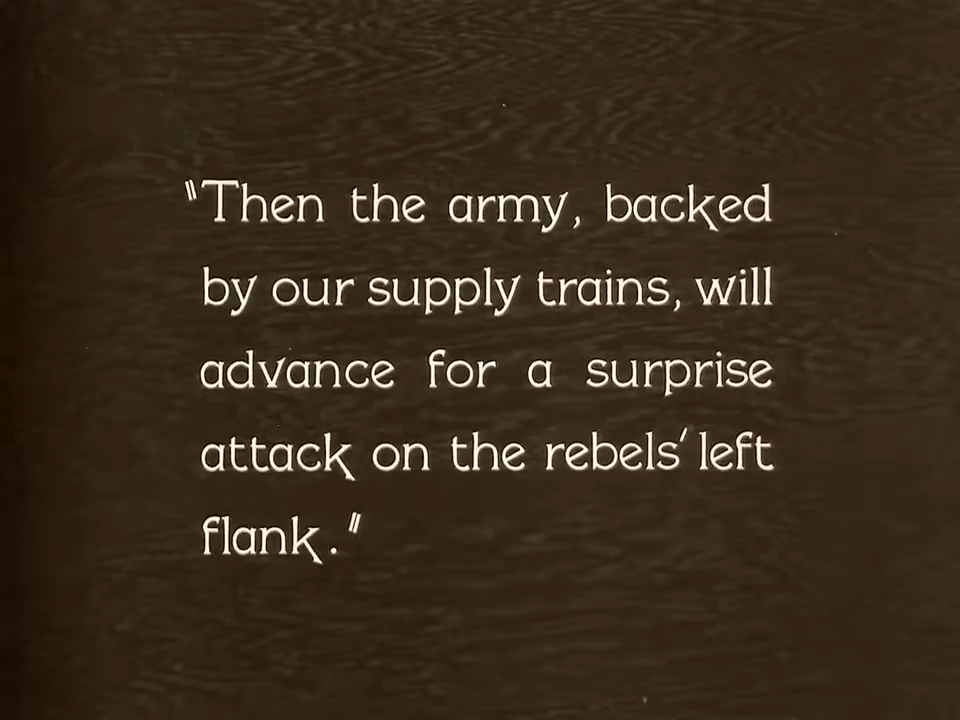 "Then the army, backed
by our supply trains, will
advance for a surprise
attack on the rebels' left
flank."